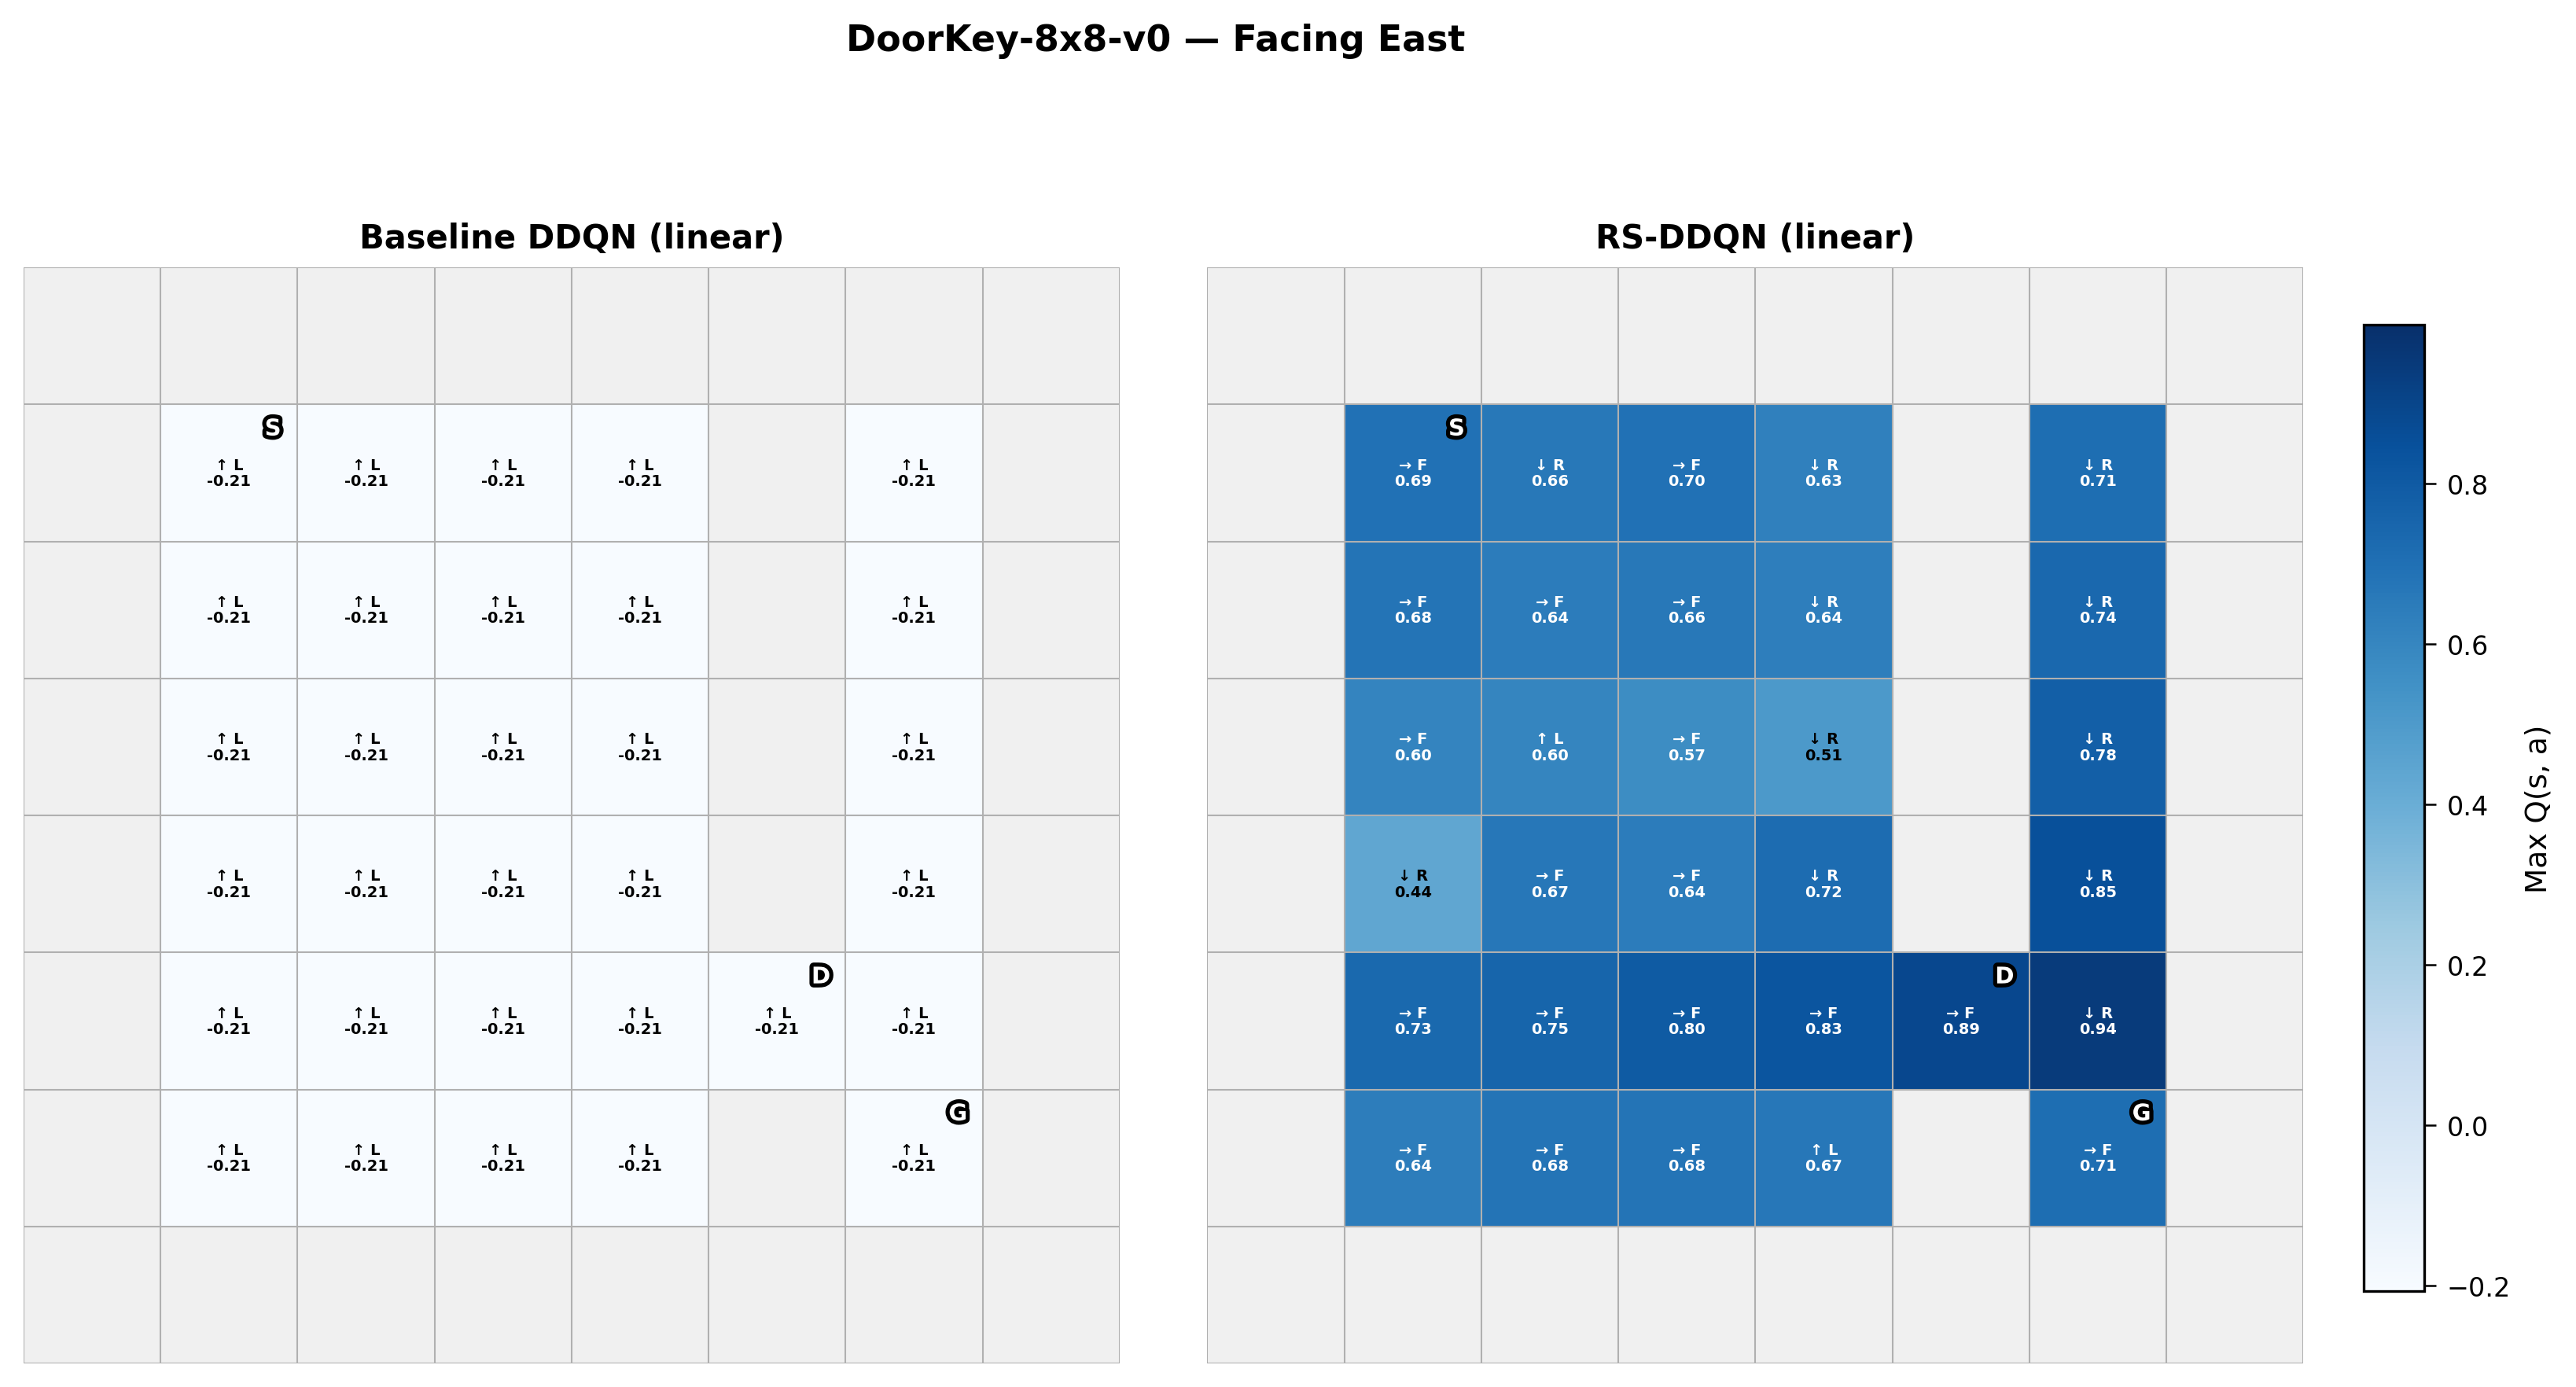 DoorKey-8x8-v0 — Facing East
Baseline DDQN (linear)
S
↑ L ↑ L ↑ L ↑ L ↑ L
-0.21 -0.21 -0.21 -0.21 -0.21
↑ L ↑ L ↑ L ↑ L ↑ L
-0.21 -0.21 -0.21 -0.21 -0.21
↑ L ↑ L ↑ L ↑ L ↑ L
-0.21 -0.21 -0.21 -0.21 -0.21
↑ L ↑ L ↑ L ↑ L ↑ L
-0.21 -0.21 -0.21 -0.21 -0.21
D
↑ L ↑ L ↑ L ↑ L ↑ L ↑ L
-0.21 -0.21 -0.21 -0.21 -0.21 -0.21
G
↑ L ↑ L ↑ L ↑ L ↑ L
-0.21 -0.21 -0.21 -0.21 -0.21
RS-DDQN (linear)
S
→ F ↓ R → F ↓ R ↓ R
0.69 0.66 0.70 0.63 0.71
→ F → F → F ↓ R ↓ R
0.68 0.64 0.66 0.64 0.74
→ F ↑ L → F ↓ R ↓ R
0.60 0.60 0.57 0.51 0.78
↓ R → F → F ↓ R ↓ R
0.44 0.67 0.64 0.72 0.85
D
→ F → F → F → F → F ↓ R
0.73 0.75 0.80 0.83 0.89 0.94
G
→ F → F → F ↑ L → F
0.64 0.68 0.68 0.67 0.71
0.8
0.6
0.4
0.2
0.0
−0.2
Max Q(s, a)